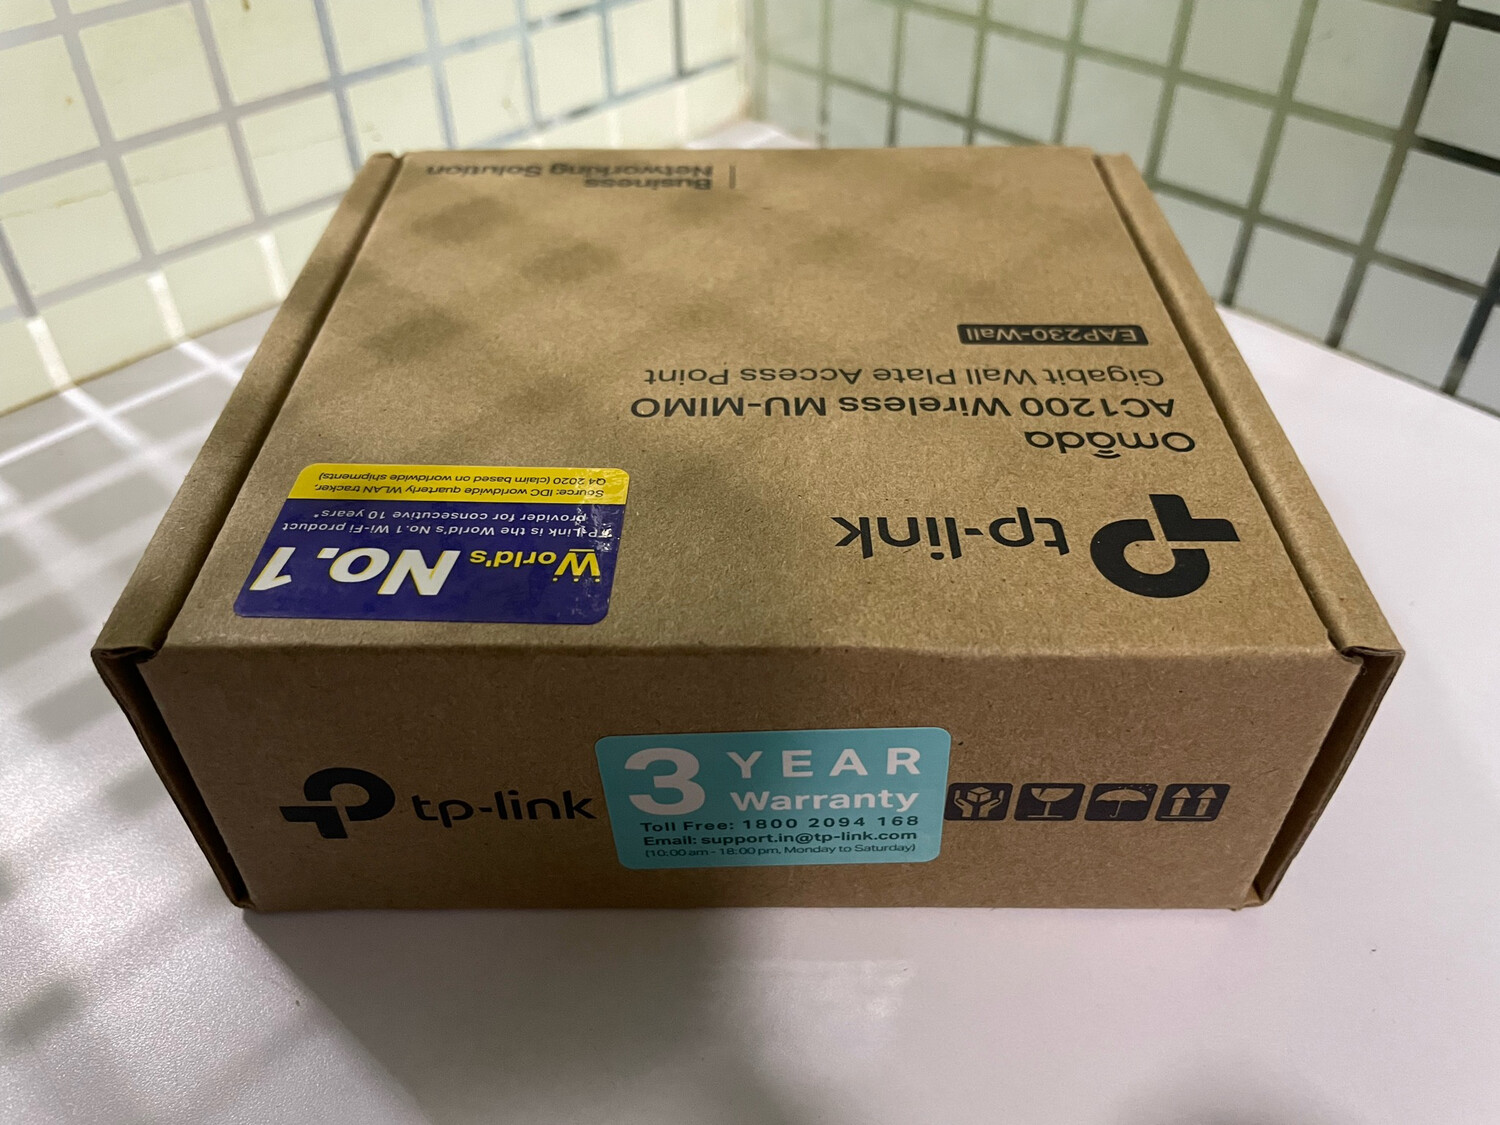 tp-link
omada
AC1200 Wireless MU-MIMO
Gigabit Wall Plate Access Point
EAP230-Wall
Business
Networking Solution
World's No.1
TP-Link is the World's No.1 Wi-Fi product
provider for consecutive 10 years*
Source: IDC worldwide quarterly WLAN tracker,
Q4 2020 (claim based on worldwide shipments)
tp-link
3 YEAR
Warranty
Toll Free: 1800 2094 168
Email: support.in@tp-link.com
(10:00 am - 18:00 pm, Monday to Saturday)